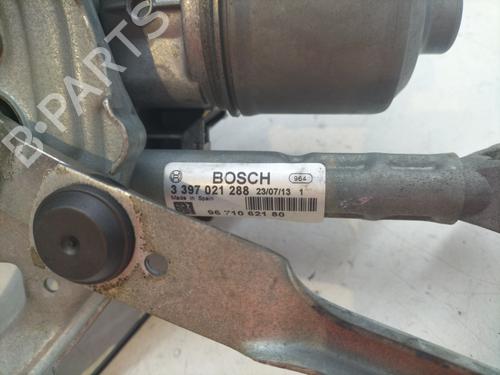 B-PARTS
BOSCH 964
3 397 021 288 23/07/13 1
Made in Spain
96 710 621 80